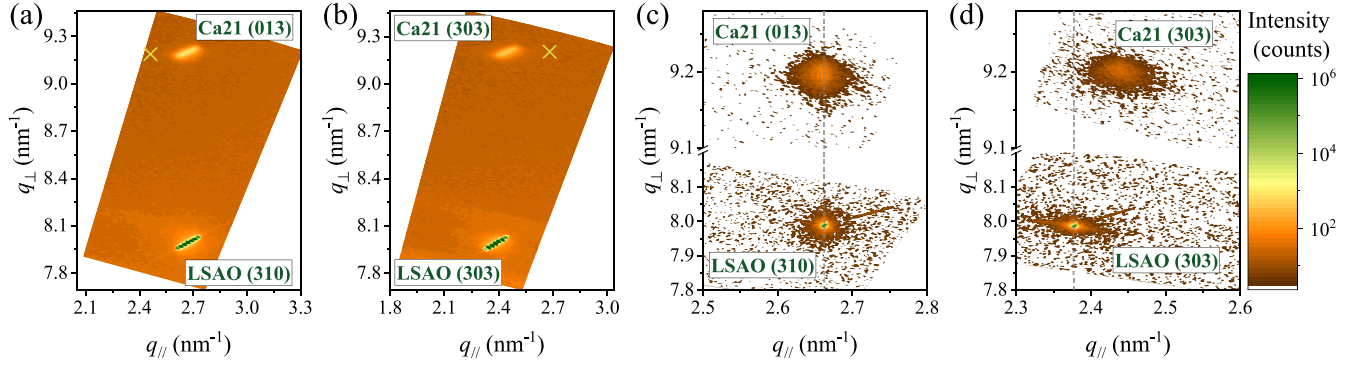 (a)
Ca21 (013)
LSAO (310)
9.3
9.0
8.7
8.4
8.1
7.8
2.1
2.4
2.7
3.0
3.3
q⊥ (nm-1)
q// (nm-1)
(b)
Ca21 (303)
LSAO (303)
9.3
9.0
8.7
8.4
8.1
7.8
1.8
2.1
2.4
2.7
3.0
q⊥ (nm-1)
q// (nm-1)
(c)
Ca21 (013)
LSAO (310)
9.2
9.1
8.1
8.0
7.9
7.8
2.5
2.6
2.7
2.8
q⊥ (nm-1)
q// (nm-1)
(d)
Ca21 (303)
LSAO (303)
9.2
9.1
8.1
8.0
7.9
7.8
2.3
2.4
2.5
2.6
q⊥ (nm-1)
q// (nm-1)
Intensity
(counts)
10^6
10^4
10^2